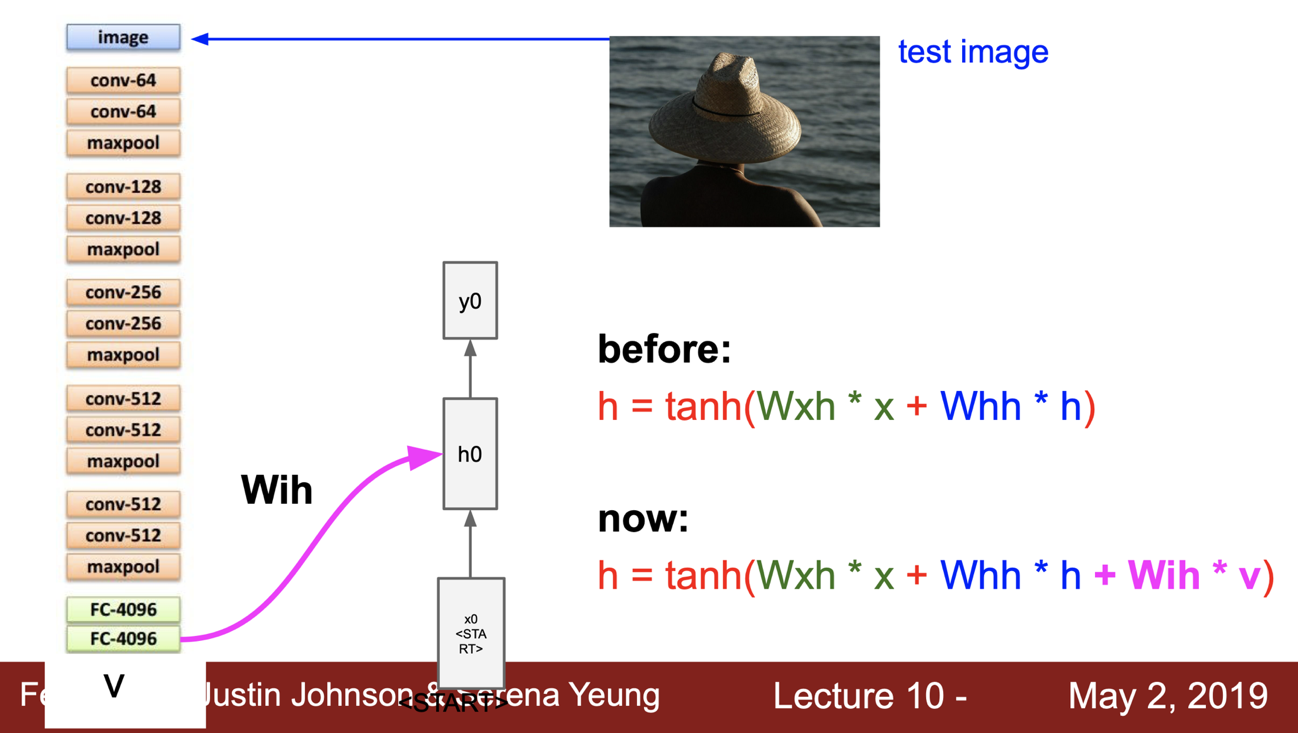 image
conv-64
conv-64
maxpool
conv-128
conv-128
maxpool
conv-256
conv-256
maxpool
conv-512
conv-512
maxpool
conv-512
conv-512
maxpool
FC-4096
FC-4096
v
test image
Wih
y0
h0
x0
<STA
RT>
<START>
before:
h = tanh(Wxh * x + Whh * h)
now:
h = tanh(Wxh * x + Whh * h + Wih * v)
Justin Johnson & Serena Yeung
Lecture 10 -
May 2, 2019